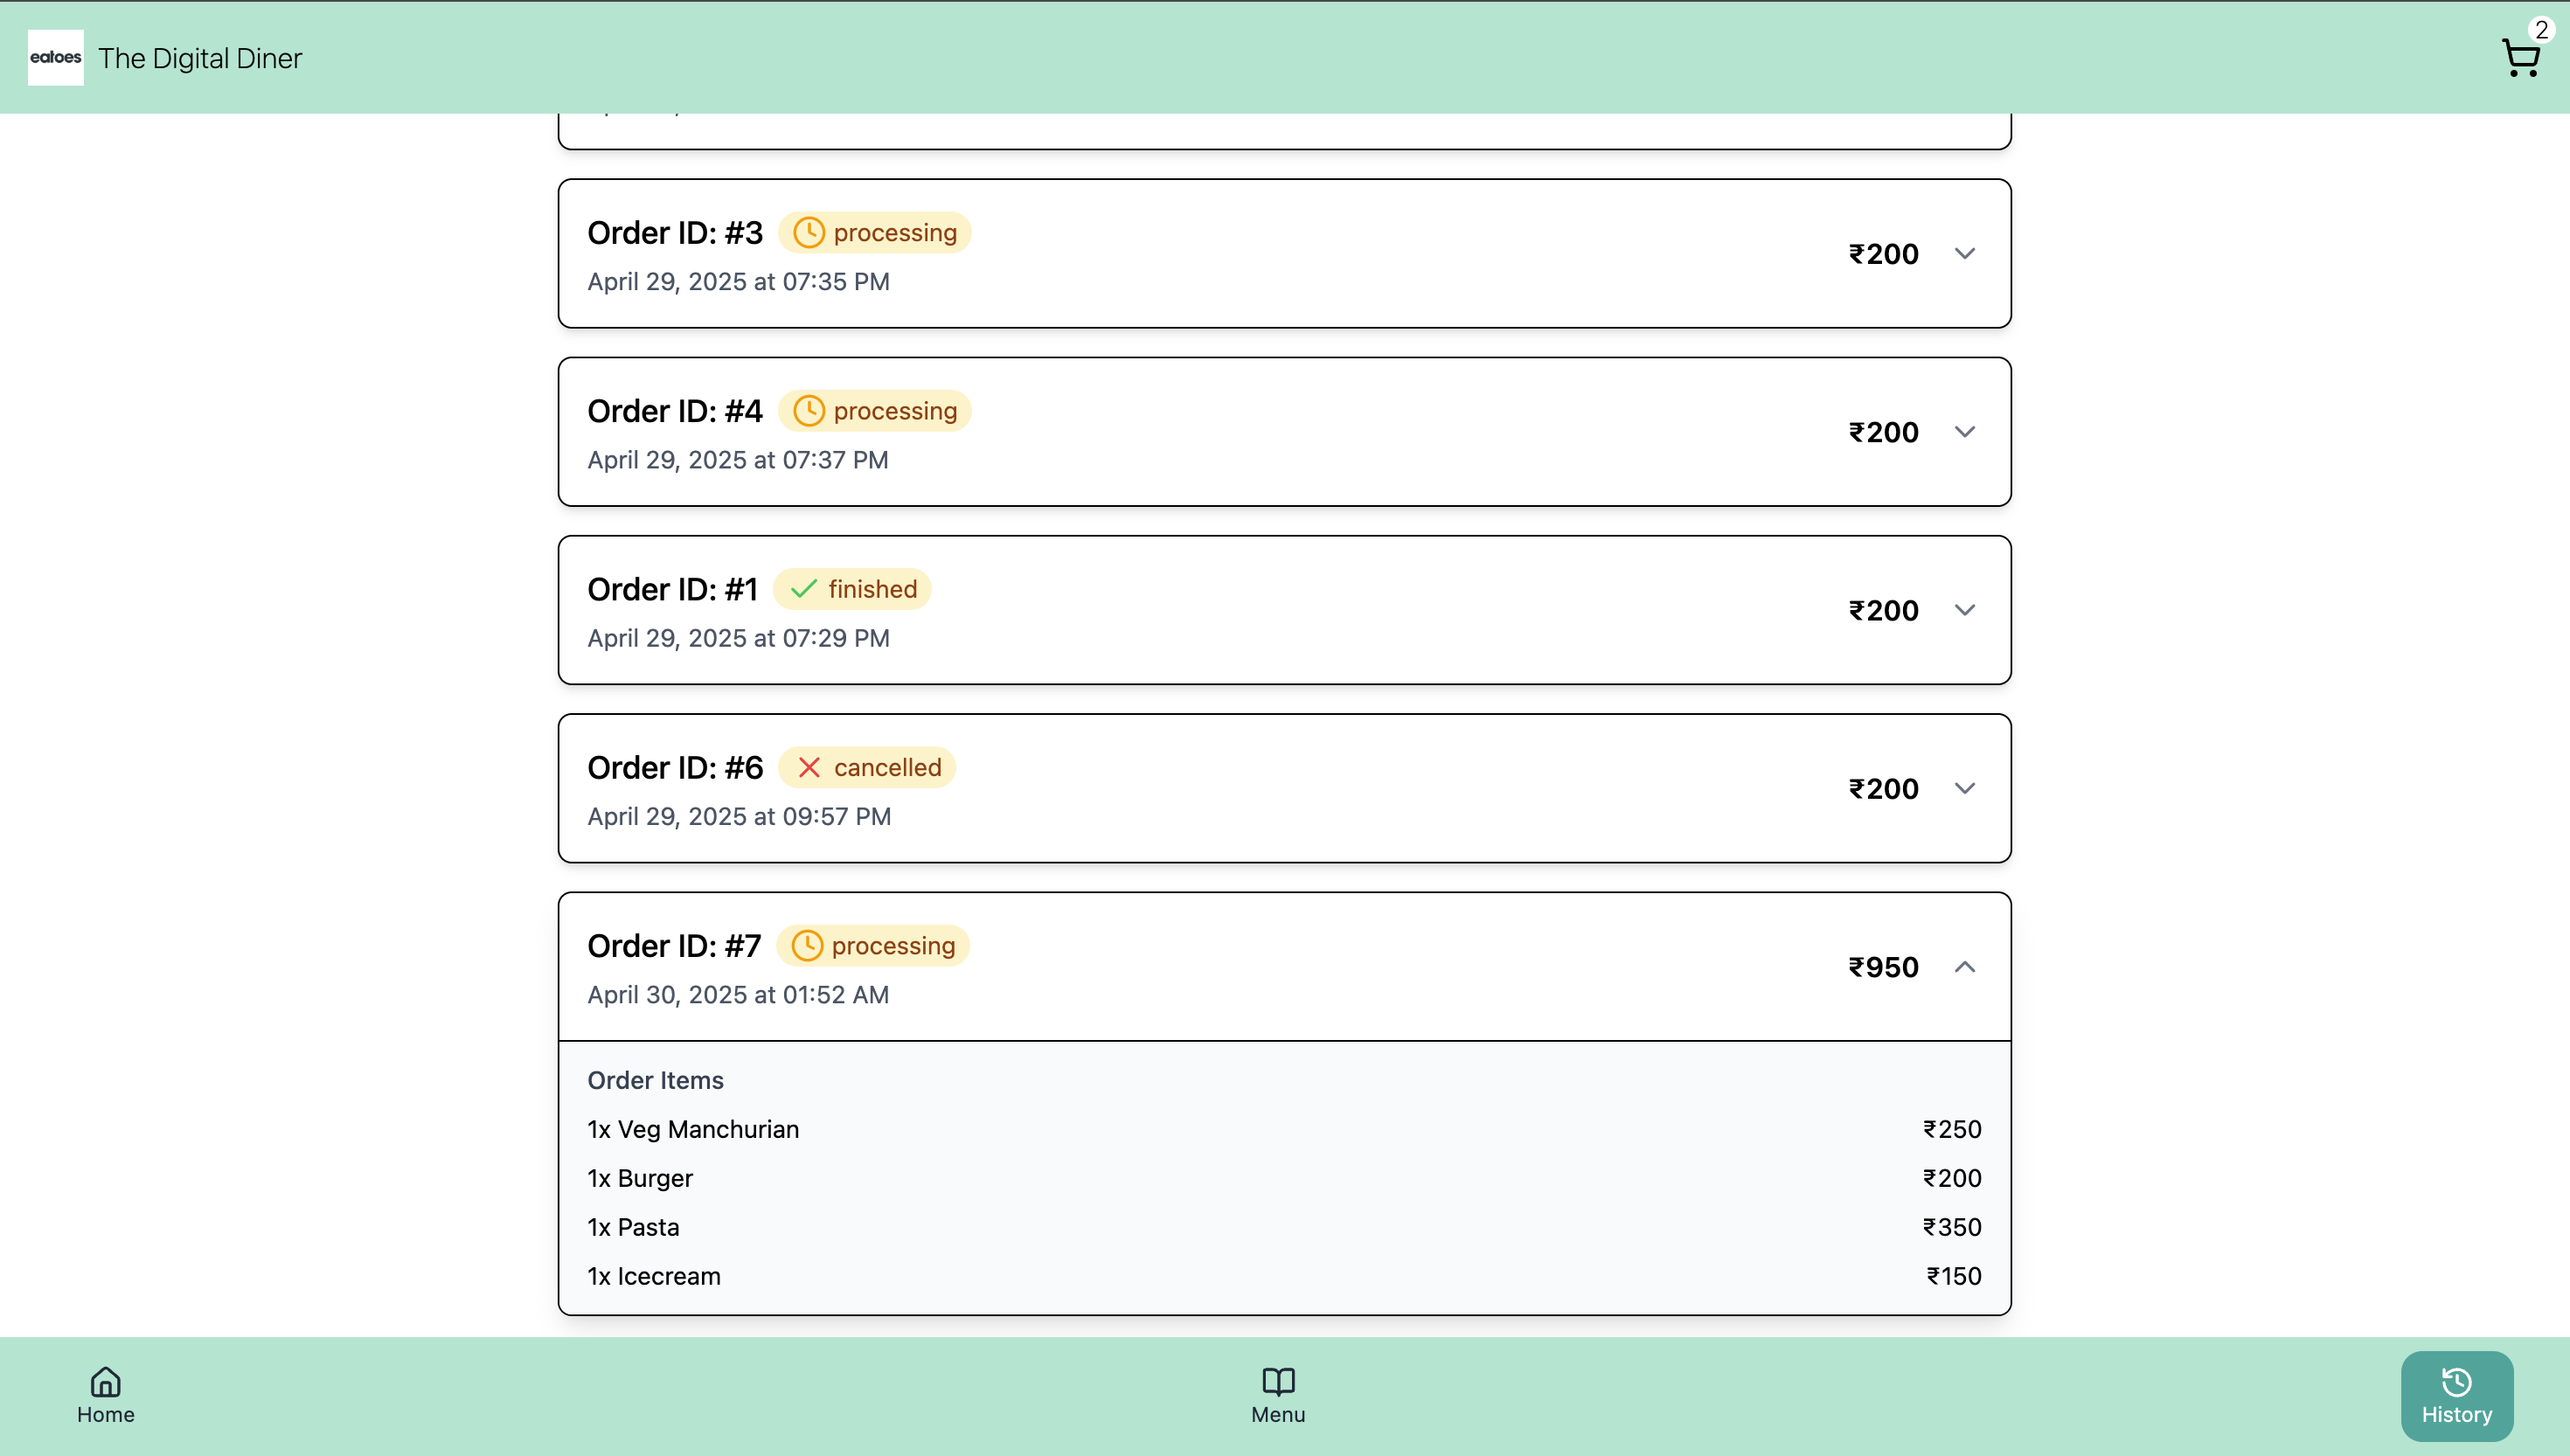 eatoes The Digital Diner
2
Order ID: #3 processing
₹200
April 29, 2025 at 07:35 PM
Order ID: #4 processing
₹200
April 29, 2025 at 07:37 PM
Order ID: #1 finished
₹200
April 29, 2025 at 07:29 PM
Order ID: #6 cancelled
₹200
April 29, 2025 at 09:57 PM
Order ID: #7 processing
₹950
April 30, 2025 at 01:52 AM
Order Items
1x Veg Manchurian ₹250
1x Burger ₹200
1x Pasta ₹350
1x Icecream ₹150
Home
Menu
History